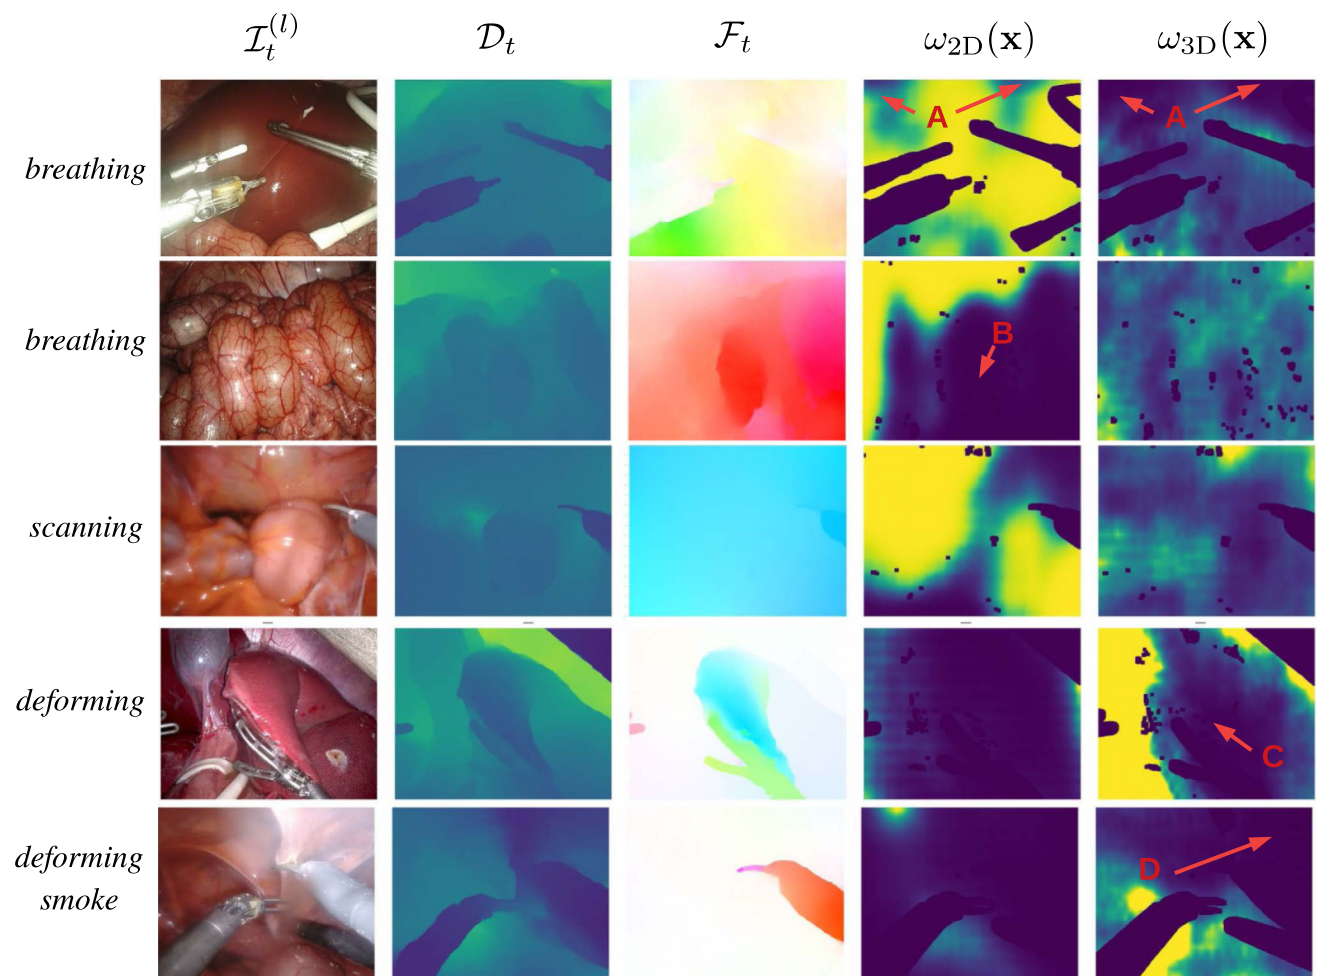 I_t^(l) D_t F_t ω_2D(x) ω_3D(x)
breathing
A A
breathing
B
scanning
deforming
C
deforming
smoke
D